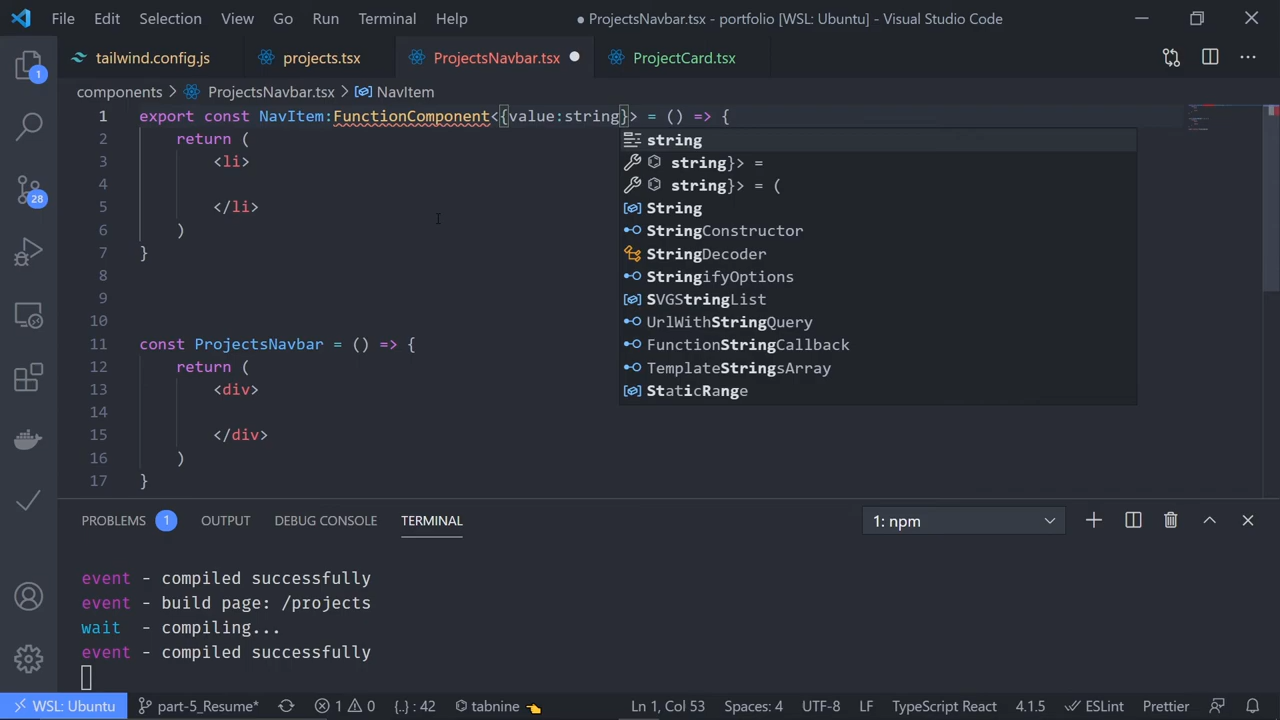 File Edit Selection View Go Run Terminal Help ● ProjectsNavbar.tsx - portfolio [WSL: Ubuntu] - Visual Studio Code
tailwind.config.js projects.tsx ProjectsNavbar.tsx ProjectCard.tsx
components > ProjectsNavbar.tsx > NavItem
1 export const NavItem:FunctionComponent<{value:string}> = () => {
2 return (
3 <li>
4
5 </li>
6 )
7 }
8
9
10
11 const ProjectsNavbar = () => {
12 return (
13 <div>
14
15 </div>
16 )
17 }
string
string}> =
string}> = (
String
StringConstructor
StringDecoder
StringifyOptions
SVGStringList
UrlWithStringQuery
FunctionStringCallback
TemplateStringsArray
StaticRange
1
28
PROBLEMS 1 OUTPUT DEBUG CONSOLE TERMINAL 1: npm
event - compiled successfully
event - build page: /projects
wait - compiling...
event - compiled successfully
WSL: Ubuntu part-5_Resume* 1 0 {..} : 42 tabnine Ln 1, Col 53 Spaces: 4 UTF-8 LF TypeScript React 4.1.5 ESLint Prettier